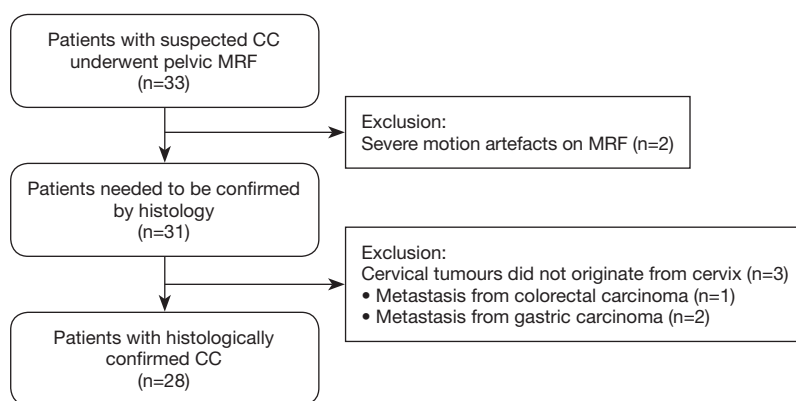 Patients with suspected CC
underwent pelvic MRF
(n=33)
Exclusion:
Severe motion artefacts on MRF (n=2)
Patients needed to be confirmed
by histology
(n=31)
Exclusion:
Cervical tumours did not originate from cervix (n=3)
• Metastasis from colorectal carcinoma (n=1)
• Metastasis from gastric carcinoma (n=2)
Patients with histologically
confirmed CC
(n=28)